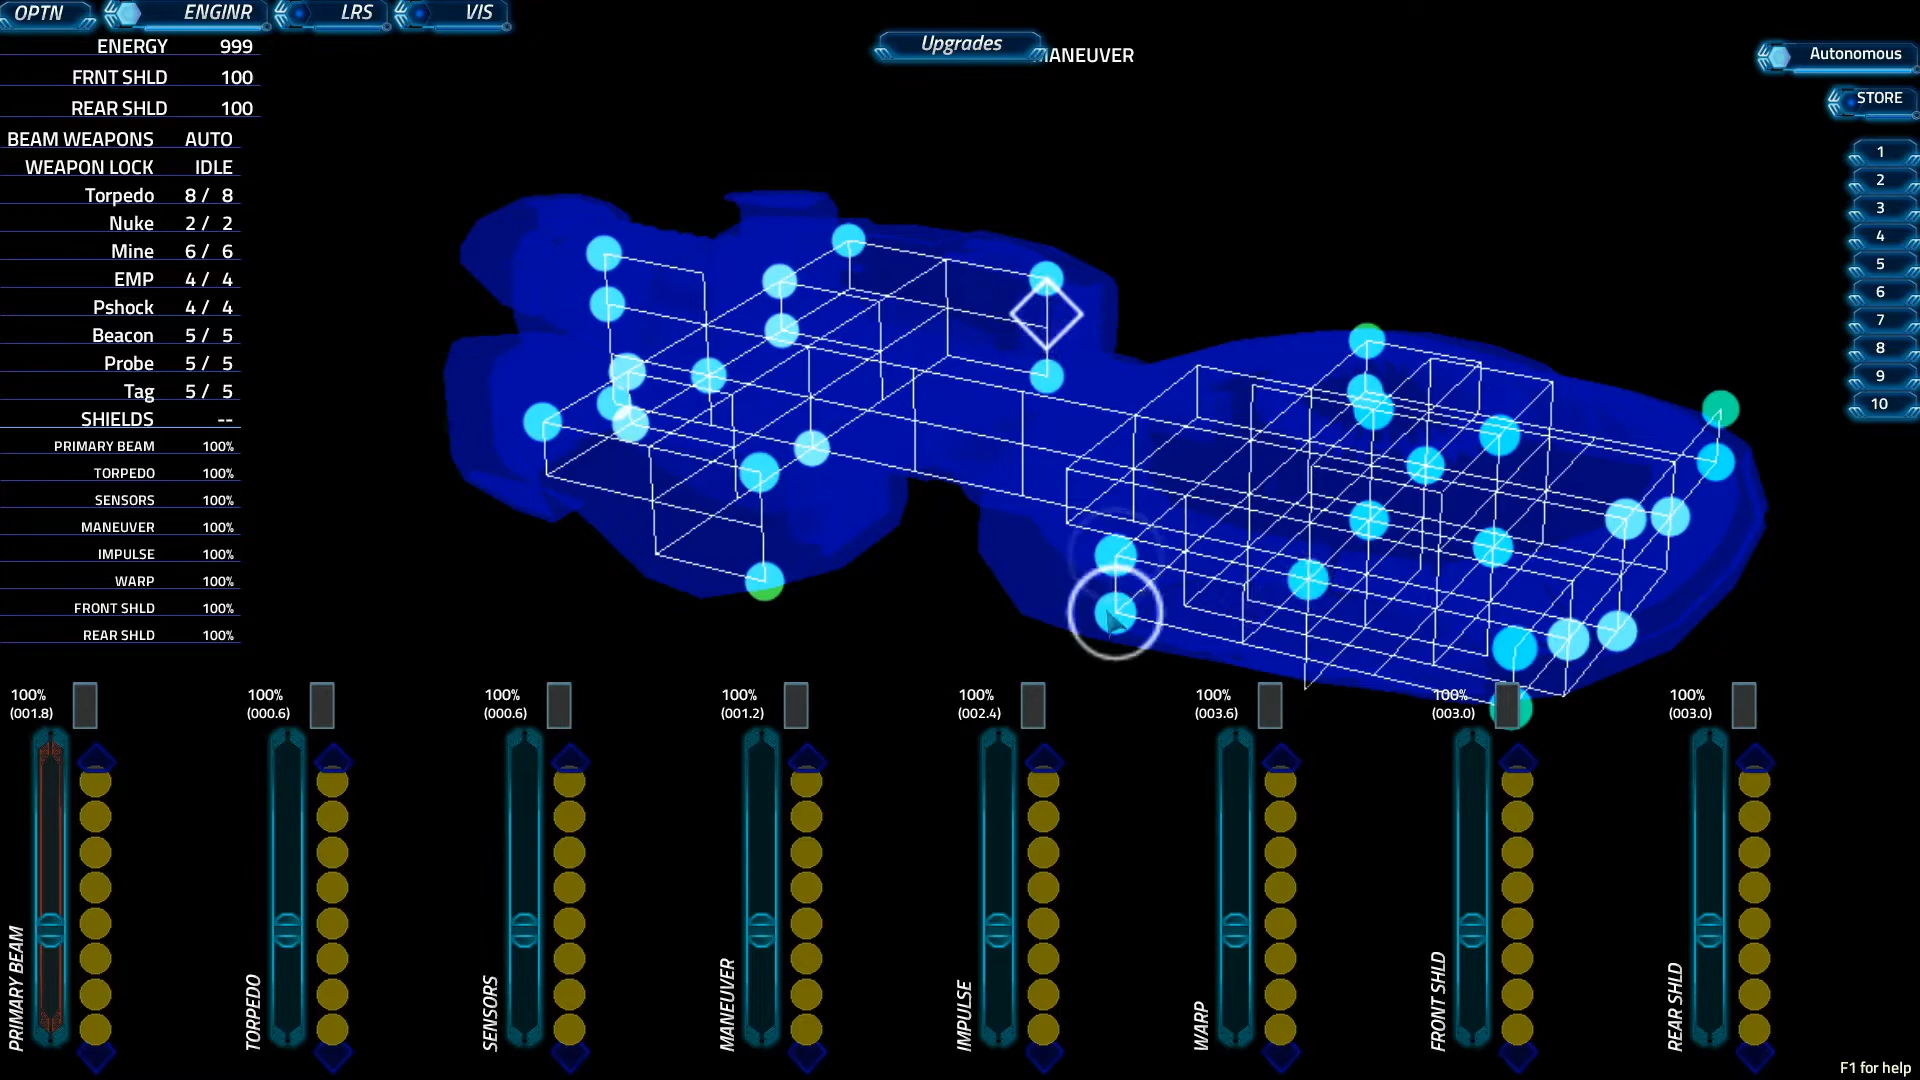 OPTN ENGINR LRS VIS
Upgrades
MANEUVER
Autonomous
STORE
ENERGY 999
FRNT SHLD 100
REAR SHLD 100
BEAM WEAPONS AUTO
WEAPON LOCK IDLE
Torpedo 8 / 8
Nuke 2 / 2
Mine 6 / 6
EMP 4 / 4
Pshock 4 / 4
Beacon 5 / 5
Probe 5 / 5
Tag 5 / 5
SHIELDS --
PRIMARY BEAM 100%
TORPEDO 100%
SENSORS 100%
MANEUVER 100%
IMPULSE 100%
WARP 100%
FRONT SHLD 100%
REAR SHLD 100%
1
2
3
4
5
6
7
8
9
10
100%
(001.8)
PRIMARY BEAM
100%
(000.6)
TORPEDO
100%
(000.6)
SENSORS
100%
(001.2)
MANEUVER
100%
(002.4)
IMPULSE
100%
(003.6)
WARP
100%
(003.0)
FRONT SHLD
100%
(003.0)
REAR SHLD
F1 for help